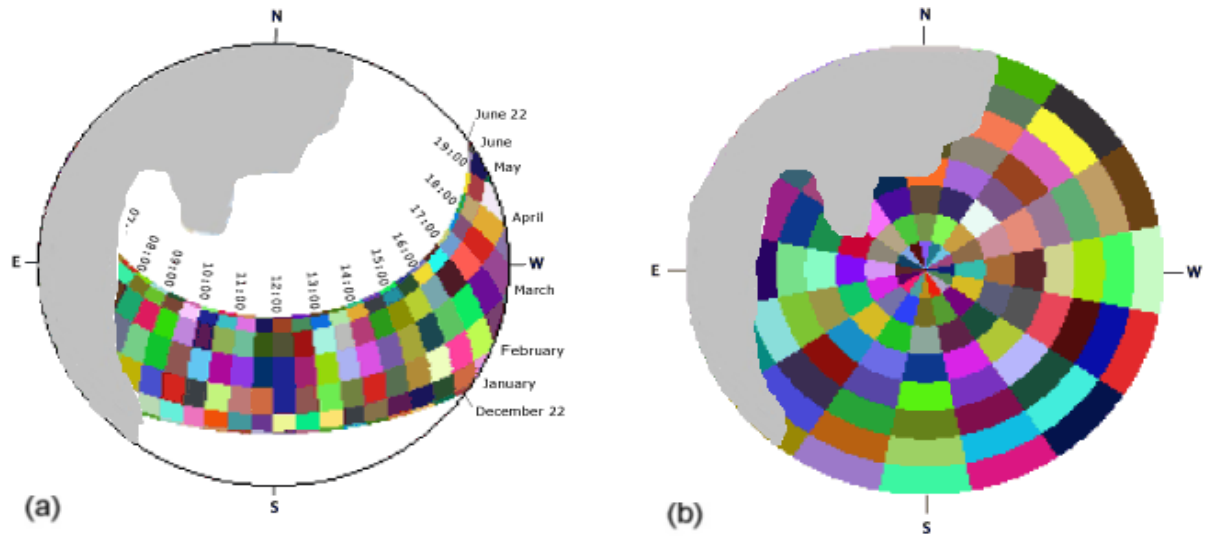 N
June 22
June
May
April
W
March
February
January
December 22
S
E
07:
08:00
09:00
10:00
11:00
12:00
13:00
14:00
15:00
16:00
17:00
18:00
19:00
(a)
N
E
W
S
(b)